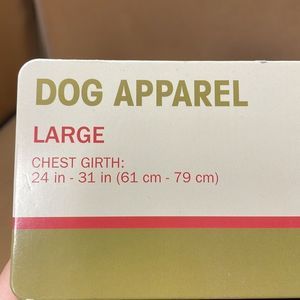 DOG APPAREL
LARGE
CHEST GIRTH:
24 in - 31 in (61 cm - 79 cm)